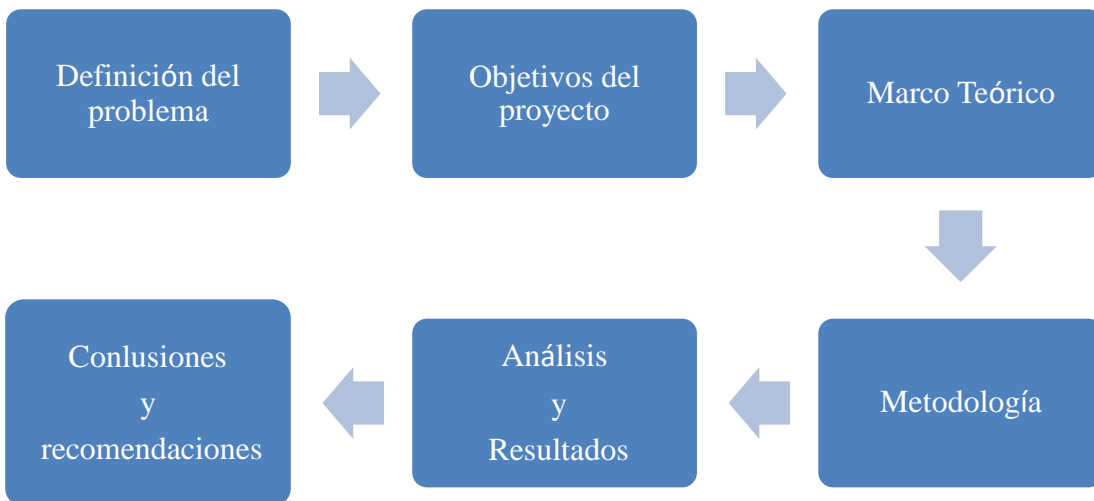 Definición del
problema
Objetivos del
proyecto
Marco Teórico
Metodología
Análisis
y
Resultados
Conlusiones
y
recomendaciones